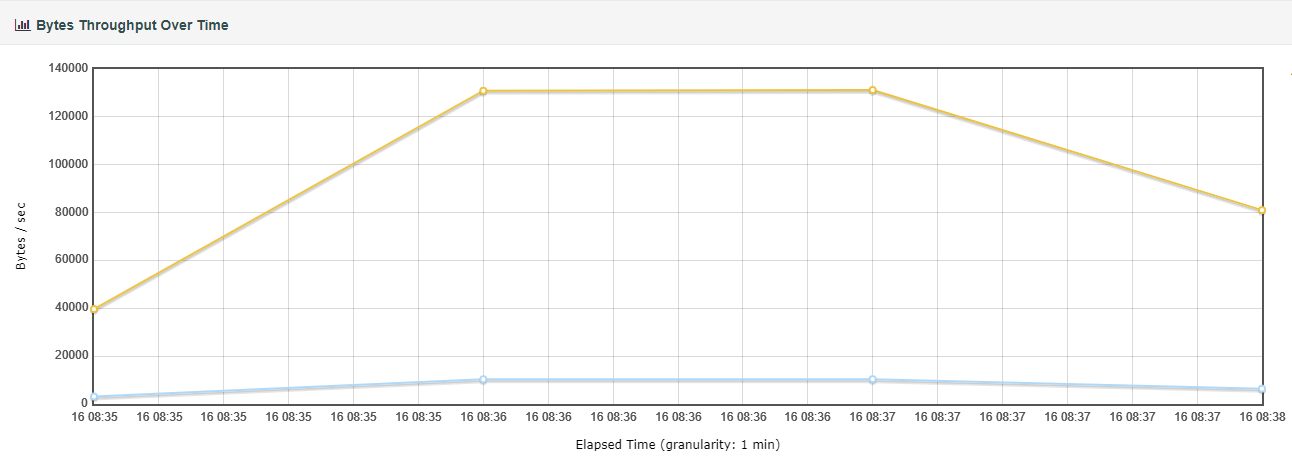 Bytes Throughput Over Time
140000
120000
100000
80000
60000
40000
20000
0
Bytes / sec
16 08:35 16 08:35 16 08:35 16 08:35 16 08:35 16 08:35 16 08:36 16 08:36 16 08:36 16 08:36 16 08:36 16 08:36 16 08:37 16 08:37 16 08:37 16 08:37 16 08:37 16 08:37 16 08:38
Elapsed Time (granularity: 1 min)